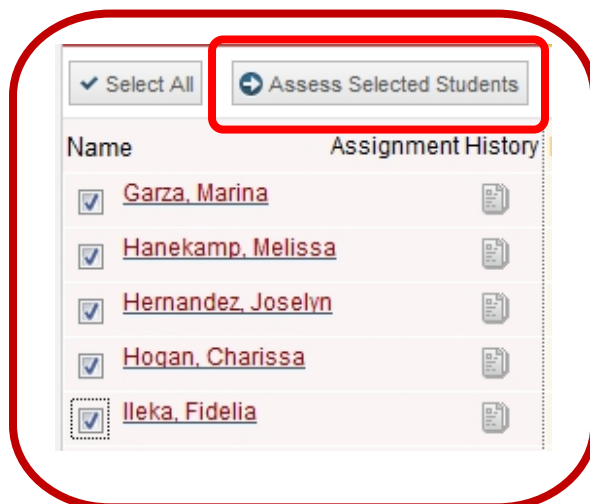 Select All Assess Selected Students
Name Assignment History
Garza, Marina
Hanekamp, Melissa
Hernandez, Joselyn
Hogan, Charissa
Ileka, Fidelia